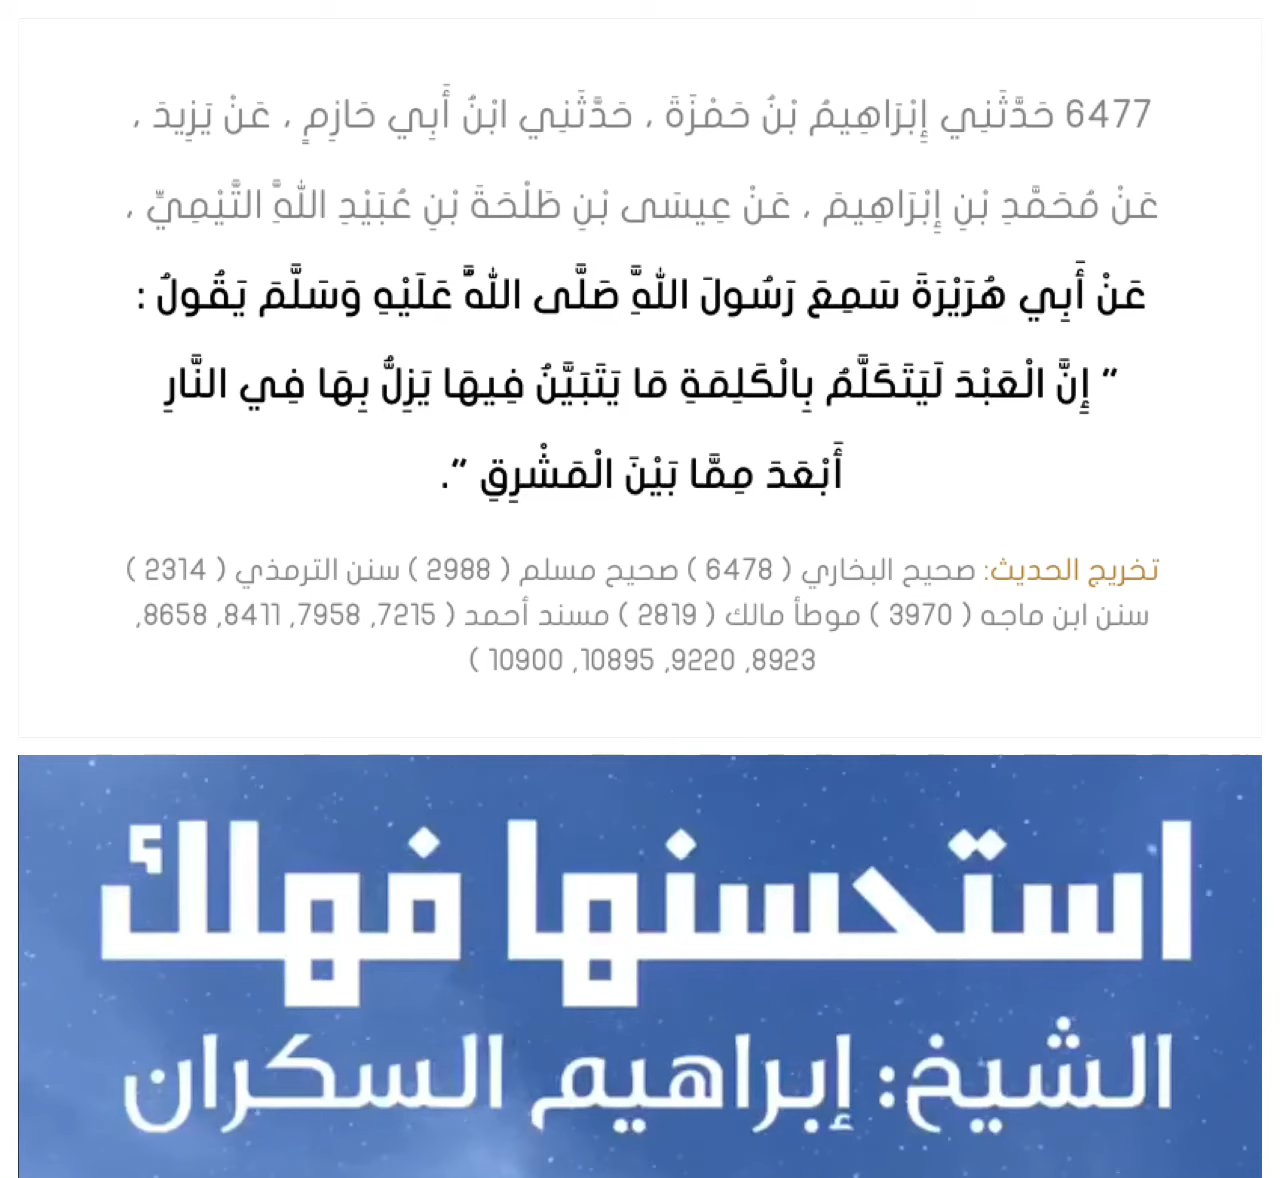 6477 حَدَّثَنِي إِبْرَاهِيمُ بْنُ حَمْزَةَ ، حَدَّثَنِي ابْنُ أَبِي حَازِمٍ ، عَنْ يَزِيدَ ،
عَنْ مُحَمَّدِ بْنِ إِبْرَاهِيمَ ، عَنْ عِيسَى بْنِ طَلْحَةَ بْنِ عُبَيْدِ اللَّهِ التَّيْمِيِّ ،
عَنْ أَبِي هُرَيْرَةَ سَمِعَ رَسُولَ اللَّهِ صَلَّى اللَّهُ عَلَيْهِ وَسَلَّمَ يَقُولُ :
” إِنَّ الْعَبْدَ لَيَتَكَلَّمُ بِالْكَلِمَةِ مَا يَتَبَيَّنُ فِيهَا يَزِلُّ بِهَا فِي النَّارِ
أَبْعَدَ مِمَّا بَيْنَ الْمَشْرِقِ ”.
تخريج الحديث: صحيح البخاري ( 6478 ) صحيح مسلم ( 2988 ) سنن الترمذي ( 2314 )
سنن ابن ماجه ( 3970 ) موطأ مالك ( 2819 ) مسند أحمد ( 7215, 7958, 8411, 8658,
8923, 9220, 10895, 10900 )
استحسنها فهلك
الشيخ: إبراهيم السكران